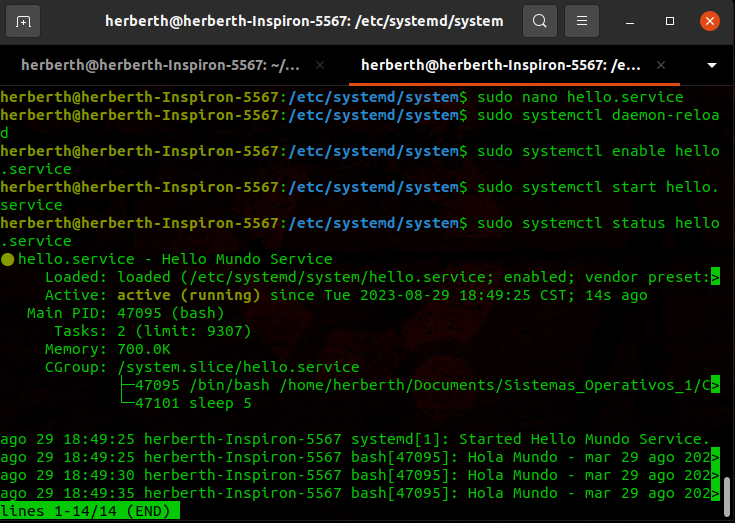 herberth@herberth-Inspiron-5567: /etc/systemd/system
herberth@herberth-Inspiron-5567: ~/... × herberth@herberth-Inspiron-5567: /e... ×
herberth@herberth-Inspiron-5567:/etc/systemd/system$ sudo nano hello.service
herberth@herberth-Inspiron-5567:/etc/systemd/system$ sudo systemctl daemon-reloa
d
herberth@herberth-Inspiron-5567:/etc/systemd/system$ sudo systemctl enable hello
.service
herberth@herberth-Inspiron-5567:/etc/systemd/system$ sudo systemctl start hello.
service
herberth@herberth-Inspiron-5567:/etc/systemd/system$ sudo systemctl status hello
.service
● hello.service - Hello Mundo Service
Loaded: loaded (/etc/systemd/system/hello.service; enabled; vendor preset:>
Active: active (running) since Tue 2023-08-29 18:49:25 CST; 14s ago
Main PID: 47095 (bash)
Tasks: 2 (limit: 9307)
Memory: 700.0K
CGroup: /system.slice/hello.service
├─47095 /bin/bash /home/herberth/Documents/Sistemas_Operativos_1/C>
└─47101 sleep 5
ago 29 18:49:25 herberth-Inspiron-5567 systemd[1]: Started Hello Mundo Service.
ago 29 18:49:25 herberth-Inspiron-5567 bash[47095]: Hola Mundo - mar 29 ago 202>
ago 29 18:49:30 herberth-Inspiron-5567 bash[47095]: Hola Mundo - mar 29 ago 202>
ago 29 18:49:35 herberth-Inspiron-5567 bash[47095]: Hola Mundo - mar 29 ago 202>
lines 1-14/14 (END)